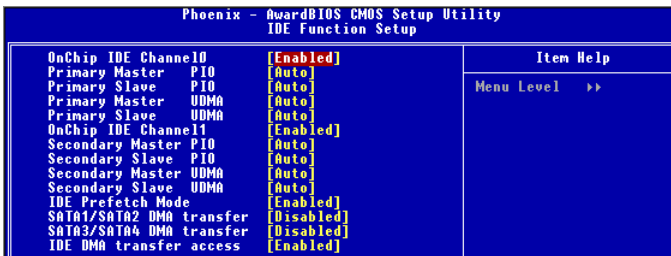 Phoenix - AwardBIOS CMOS Setup Utility
IDE Function Setup
OnChip IDE Channel0 [Enabled]
Primary Master PIO [Auto]
Primary Slave PIO [Auto]
Primary Master UDMA [Auto]
Primary Slave UDMA [Auto]
OnChip IDE Channel1 [Enabled]
Secondary Master PIO [Auto]
Secondary Slave PIO [Auto]
Secondary Master UDMA [Auto]
Secondary Slave UDMA [Auto]
IDE Prefetch Mode [Enabled]
SATA1/SATA2 DMA transfer [Disabled]
SATA3/SATA4 DMA transfer [Disabled]
IDE DMA transfer access [Enabled]
Item Help
Menu Level ▸▸